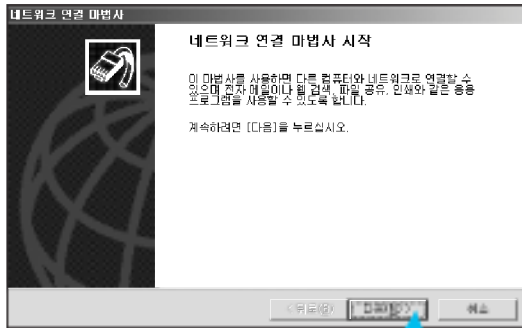 네트워크 연결 마법사
네트워크 연결 마법사 시작
이 마법사를 사용하면 다른 컴퓨터와 네트워크로 연결할 수
있으며 전자 메일이나 웹 검색, 파일 공유, 인쇄와 같은 응용
프로그램을 사용할 수 있도록 합니다.
계속하려면 [다음]을 누르십시오.
< 뒤로(B) 다음(N) > 취소